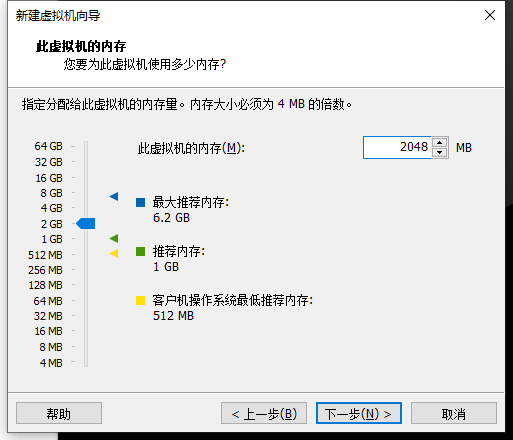 新建虚拟机向导
此虚拟机的内存
您要为此虚拟机使用多少内存?
指定分配给此虚拟机的内存量。内存大小必须为 4 MB 的倍数。
此虚拟机的内存(M): 2048 MB
64 GB
32 GB
16 GB
8 GB
4 GB
2 GB
1 GB
512 MB
256 MB
128 MB
64 MB
32 MB
16 MB
8 MB
4 MB
最大推荐内存:
6.2 GB
推荐内存:
1 GB
客户机操作系统最低推荐内存:
512 MB
帮助 < 上一步(B) 下一步(N) > 取消